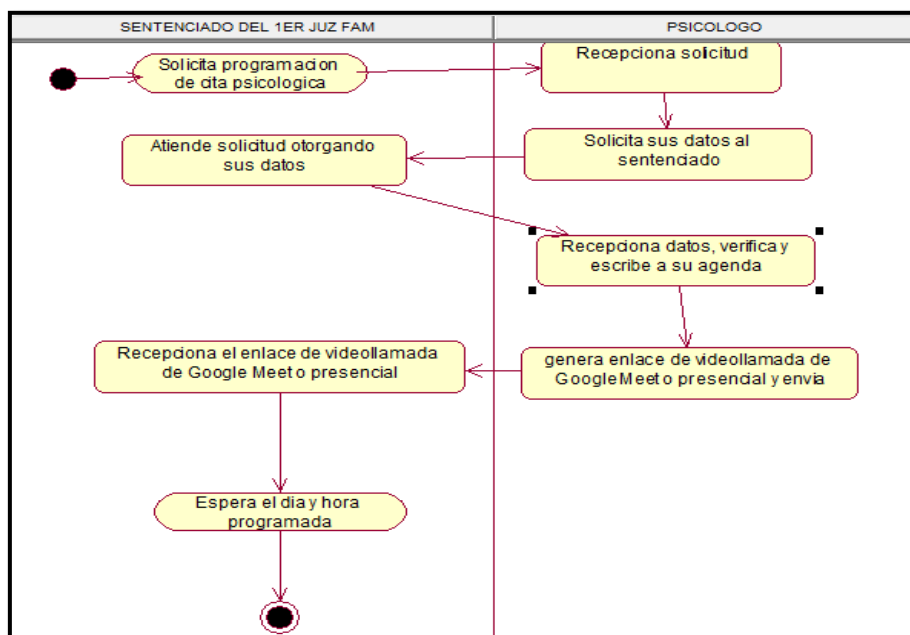 SENTENCIADO DEL 1ER JUZ FAM
PSICOLOGO
Solicita programacion
de cita psicologica
Recepciona solicitud
Solicita sus datos al
sentenciado
Atiende solicitud otorgando
sus datos
Recepciona datos, verifica y
escribe a su agenda
genera enlace de videollamada de
Google Meet o presencial y envia
Recepciona el enlace de videollamada
de Google Meet o presencial
Espera el dia y hora
programada